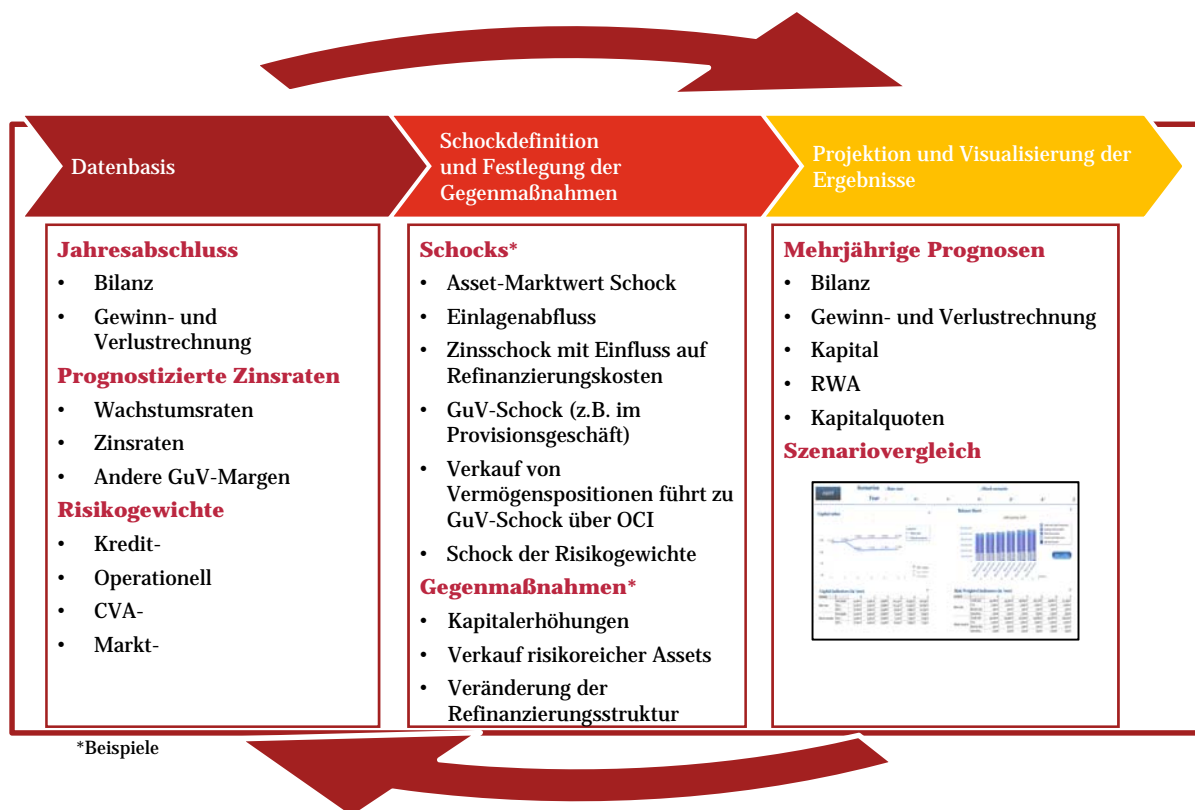 Datenbasis
Schockdefinition
und Festlegung der
Gegenmaßnahmen
Projektion und Visualisierung der
Ergebnisse
Jahresabschluss
• Bilanz
• Gewinn- und
Verlustrechnung
Prognostizierte Zinsraten
• Wachstumsraten
• Zinsraten
• Andere GuV-Margen
Risikogewichte
• Kredit-
• Operationell
• CVA-
• Markt-
Schocks*
• Asset-Marktwert Schock
• Einlagenabfluss
• Zinsschock mit Einfluss auf
Refinanzierungskosten
• GuV-Schock (z.B. im
Provisionsgeschäft)
• Verkauf von
Vermögenspositionen führt zu
GuV-Schock über OCI
• Schock der Risikogewichte
Gegenmaßnahmen*
• Kapitalerhöhungen
• Verkauf risikoreicher Assets
• Veränderung der
Refinanzierungsstruktur
Mehrjährige Prognosen
• Bilanz
• Gewinn- und Verlustrechnung
• Kapital
• RWA
• Kapitalquoten
Szenariovergleich
*Beispiele